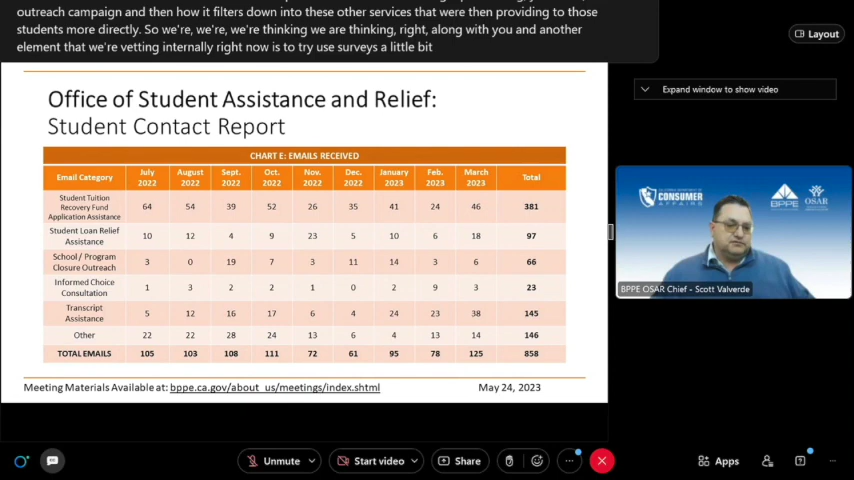 outreach campaign and then how it filters down into these other services that were then providing to those
students more directly. So we're, we're, we're thinking we are thinking, right, along with you and another
element that we're vetting internally right now is to try use surveys a little bit
Layout
Expand window to show video
Office of Student Assistance and Relief:
Student Contact Report
CHART E: EMAILS RECEIVED
Email Category July 2022 August 2022 Sept. 2022 Oct. 2022 Nov. 2022 Dec. 2022 January 2023 Feb. 2023 March 2023 Total
Student Tuition Recovery Fund Application Assistance 64 54 39 52 26 35 41 24 46 381
Student Loan Relief Assistance 10 12 4 9 23 5 10 6 18 97
School / Program Closure Outreach 3 0 19 7 3 11 14 3 6 66
Informed Choice Consultation 1 3 2 2 1 0 2 9 3 23
Transcript Assistance 5 12 16 17 6 4 24 23 38 145
Other 22 22 28 24 13 6 4 13 14 146
TOTAL EMAILS 105 103 108 111 72 61 95 78 125 858
Meeting Materials Available at: bppe.ca.gov/about_us/meetings/index.shtml May 24, 2023
CONSUMER
AFFAIRS
BPPE
OSAR
BPPE OSAR Chief - Scott Valverde
Unmute
Start video
Share
Apps